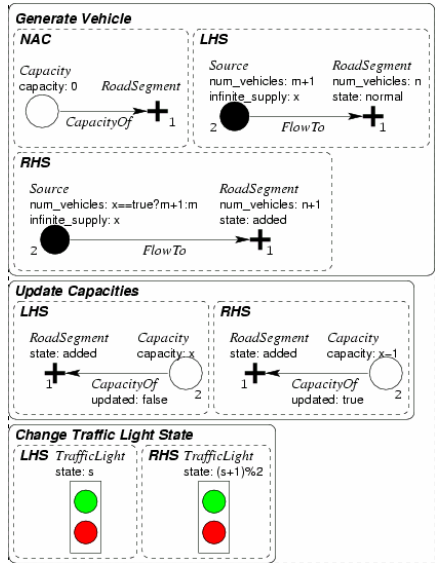 Generate Vehicle
NAC
Capacity
capacity: 0
RoadSegment
CapacityOf
1
LHS
Source
num_vehicles: m+1
infinite_supply: x
RoadSegment
num_vehicles: n
state: normal
2
FlowTo
1
RHS
Source
num_vehicles: x==true?m+1:m
infinite_supply: x
RoadSegment
num_vehicles: n+1
state: added
2
FlowTo
1
Update Capacities
LHS
RoadSegment
state: added
Capacity
capacity: x
1
CapacityOf
updated: false
2
RHS
RoadSegment
state: added
Capacity
capacity: x-1
1
CapacityOf
updated: true
2
Change Traffic Light State
LHS TrafficLight
state: s
RHS TrafficLight
state: (s+1)%2